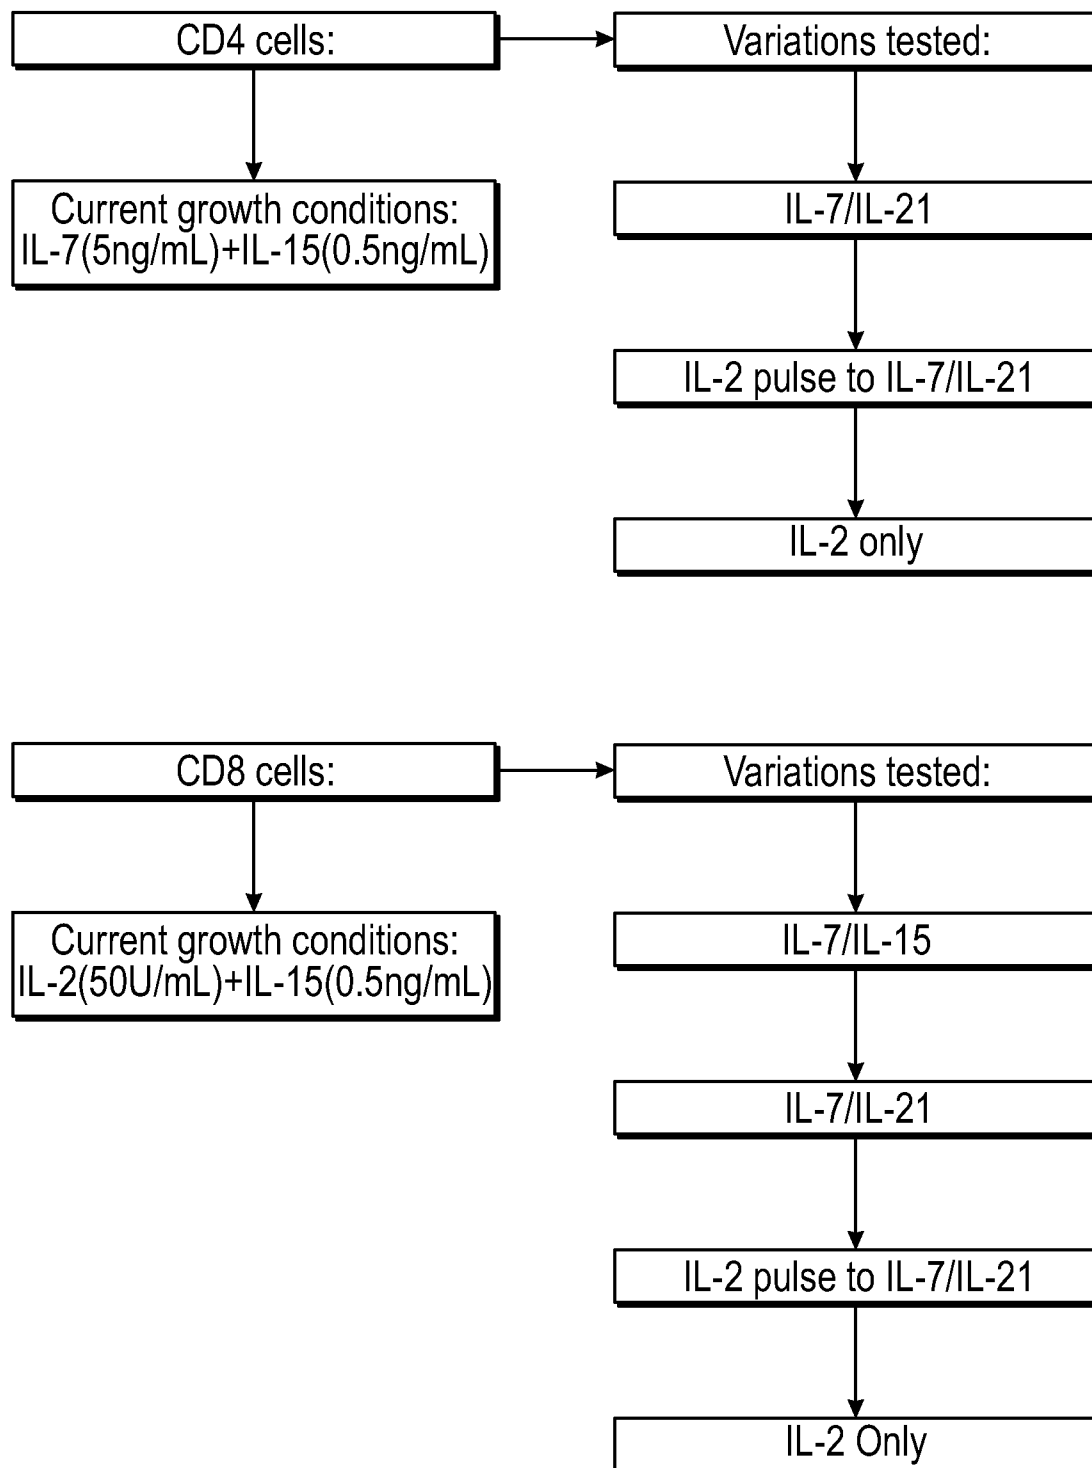 CD4 cells:
Variations tested:
Current growth conditions:
IL-7(5ng/mL)+IL-15(0.5ng/mL)
IL-7/IL-21
IL-2 pulse to IL-7/IL-21
IL-2 only
CD8 cells:
Variations tested:
Current growth conditions:
IL-2(50U/mL)+IL-15(0.5ng/mL)
IL-7/IL-15
IL-7/IL-21
IL-2 pulse to IL-7/IL-21
IL-2 Only